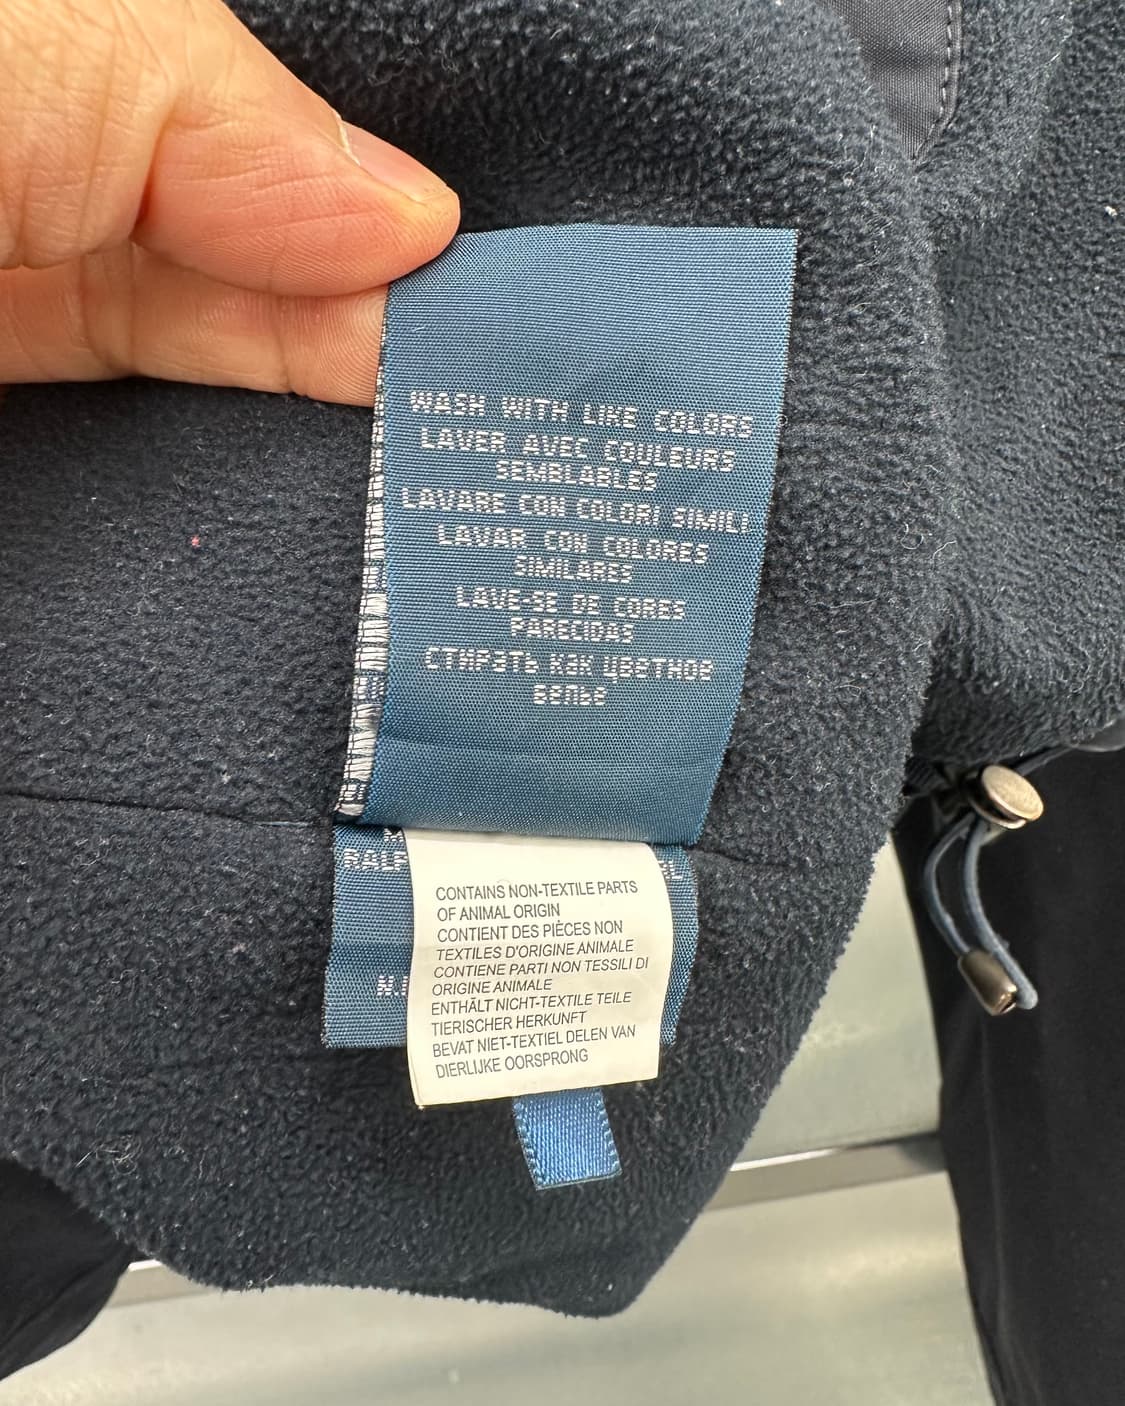 WASH WITH LIKE COLORS
LAVER AVEC COULEURS
SEMBLABLES
LAVARE CON COLORI SIMILI
LAVAR CON COLORES
SIMILARES
LAVE-SE DE CORES
PARECIDAS
СТИРЭТЬ КЭК ЦВЕТНОЕ
БЕЛЬЕ
RALP
CONTAINS NON-TEXTILE PARTS
OF ANIMAL ORIGIN
CONTIENT DES PIÈCES NON
TEXTILES D'ORIGINE ANIMALE
CONTIENE PARTI NON TESSILI DI
ORIGINE ANIMALE
ENTHÄLT NICHT-TEXTILE TEILE
TIERISCHER HERKUNFT
BEVAT NIET-TEXTIEL DELEN VAN
DIERLIJKE OORSPRONG